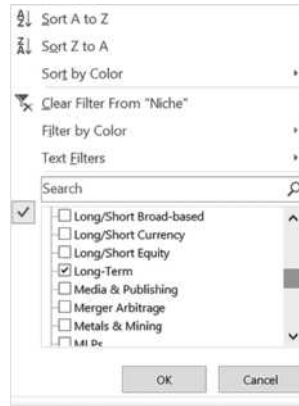 Sort A to Z
Sort Z to A
Sort by Color
Clear Filter From "Niche"
Filter by Color
Text Filters
Search
Long/Short Broad-based
Long/Short Currency
Long/Short Equity
Long-Term
Media & Publishing
Merger Arbitrage
Metals & Mining
MLPs
OK
Cancel